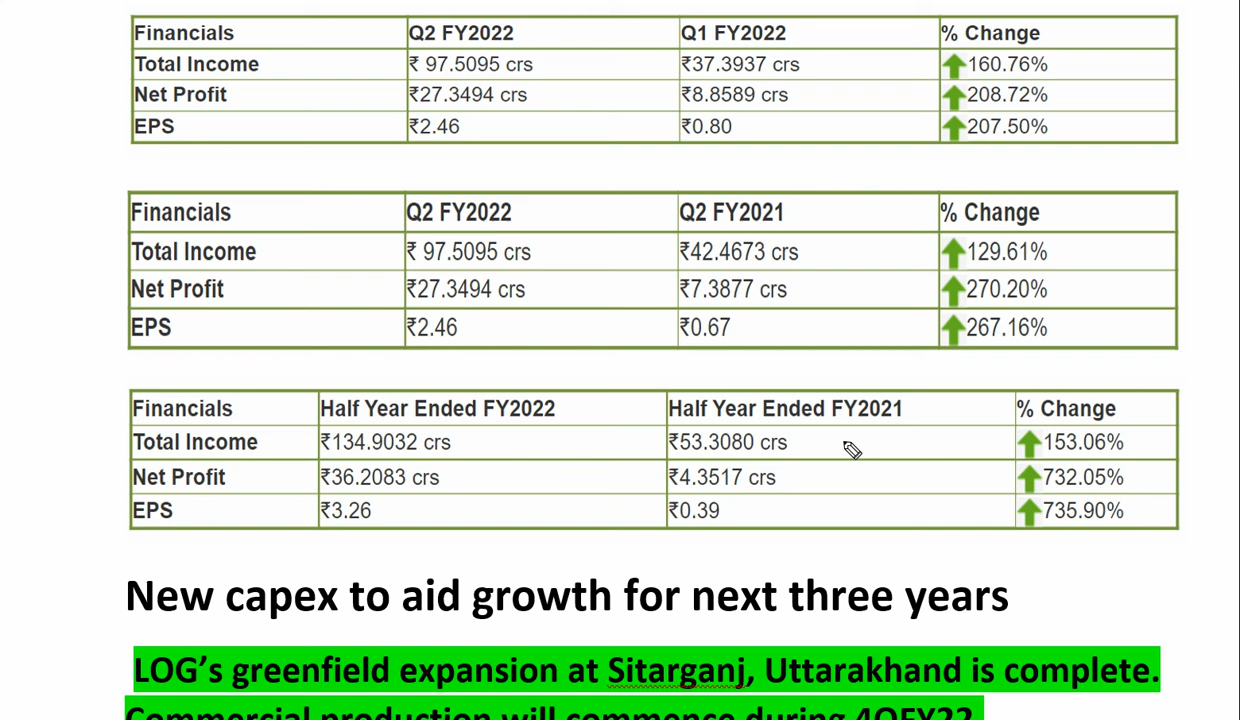 Financials Q2 FY2022 Q1 FY2022 % Change
Total Income ₹ 97.5095 crs ₹37.3937 crs 160.76%
Net Profit ₹27.3494 crs ₹8.8589 crs 208.72%
EPS ₹2.46 ₹0.80 207.50%
Financials Q2 FY2022 Q2 FY2021 % Change
Total Income ₹ 97.5095 crs ₹42.4673 crs 129.61%
Net Profit ₹27.3494 crs ₹7.3877 crs 270.20%
EPS ₹2.46 ₹0.67 267.16%
Financials Half Year Ended FY2022 Half Year Ended FY2021 % Change
Total Income ₹134.9032 crs ₹53.3080 crs 153.06%
Net Profit ₹36.2083 crs ₹4.3517 crs 732.05%
EPS ₹3.26 ₹0.39 735.90%
New capex to aid growth for next three years
LOG’s greenfield expansion at Sitarganj, Uttarakhand is complete.
Commercial production will commence during 4QFY22.